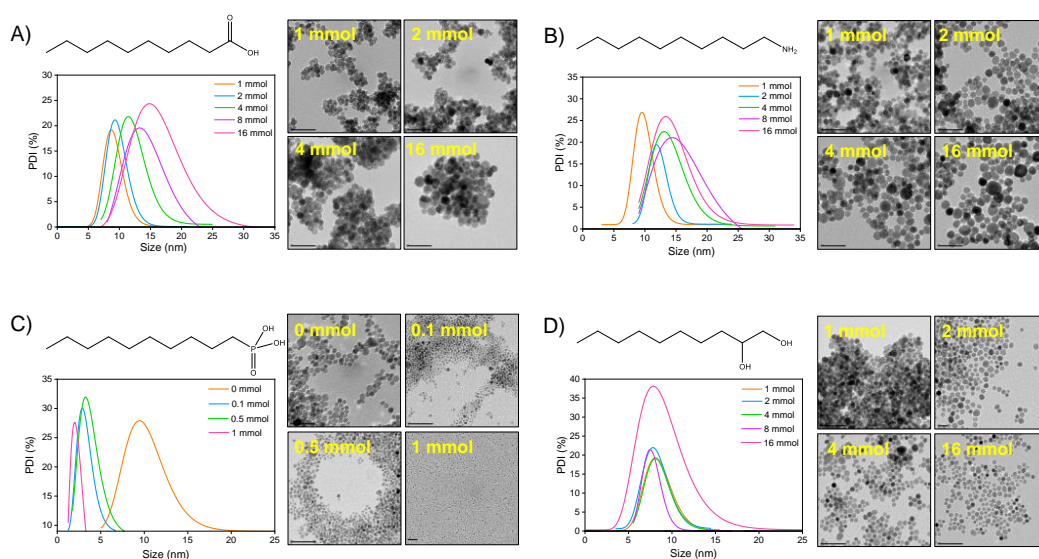 A)
O
OH
PDI (%)
30
25
20
15
10
5
0
1 mmol
2 mmol
4 mmol
8 mmol
16 mmol
0 5 10 15 20 25 30 35
Size (nm)
1 mmol
2 mmol
4 mmol
16 mmol
B)
NH2
PDI (%)
35
30
25
20
15
10
5
0
1 mmol
2 mmol
4 mmol
8 mmol
16 mmol
0 5 10 15 20 25 30 35
Size (nm)
1 mmol
2 mmol
4 mmol
16 mmol
C)
OH
P
OH
O
PDI (%)
35
30
25
20
15
10
0 mmol
0.1 mmol
0.5 mmol
1 mmol
0 5 10 15 20 25
Size (nm)
0 mmol
0.1 mmol
0.5 mmol
1 mmol
D)
OH
OH
PDI (%)
40
35
30
25
20
15
10
5
0
1 mmol
2 mmol
4 mmol
8 mmol
16 mmol
0 5 10 15 20 25
Size (nm)
1 mmol
2 mmol
4 mmol
16 mmol